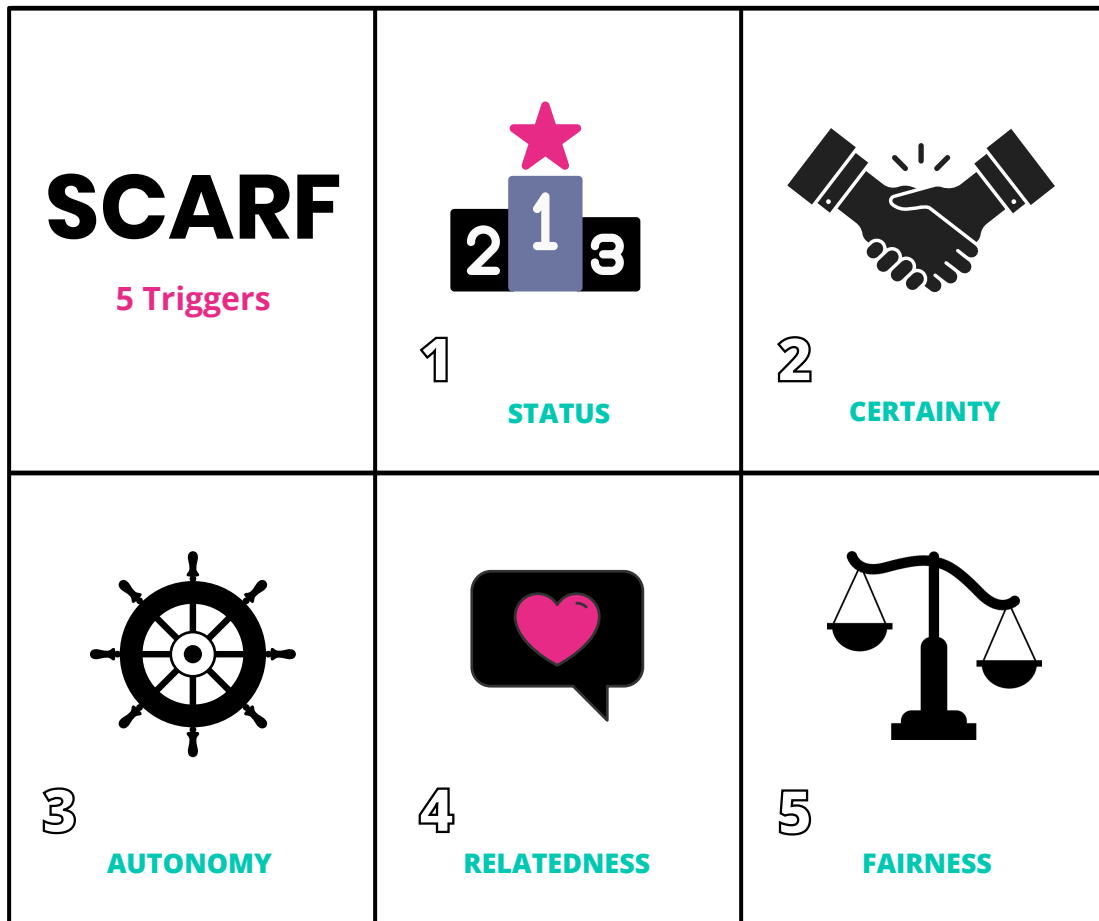 SCARF
5 Triggers
2 1 3
1
STATUS
2
CERTAINTY
3
AUTONOMY
4
RELATEDNESS
5
FAIRNESS